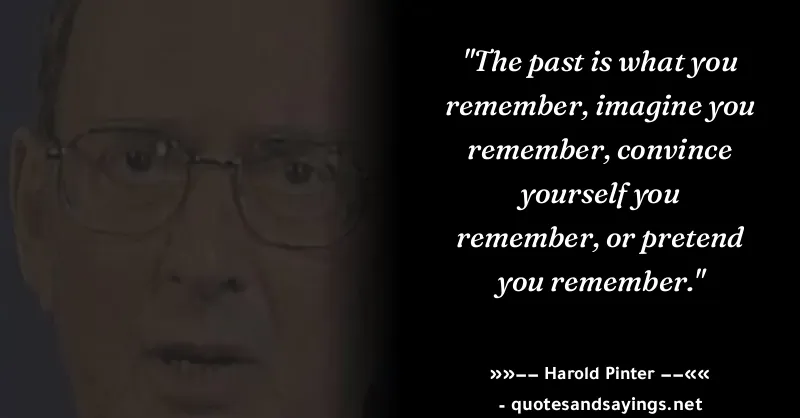 "The past is what you
remember, imagine you
remember, convince
yourself you
remember, or pretend
you remember."
»»–– Harold Pinter ––««
- quotesandsayings.net